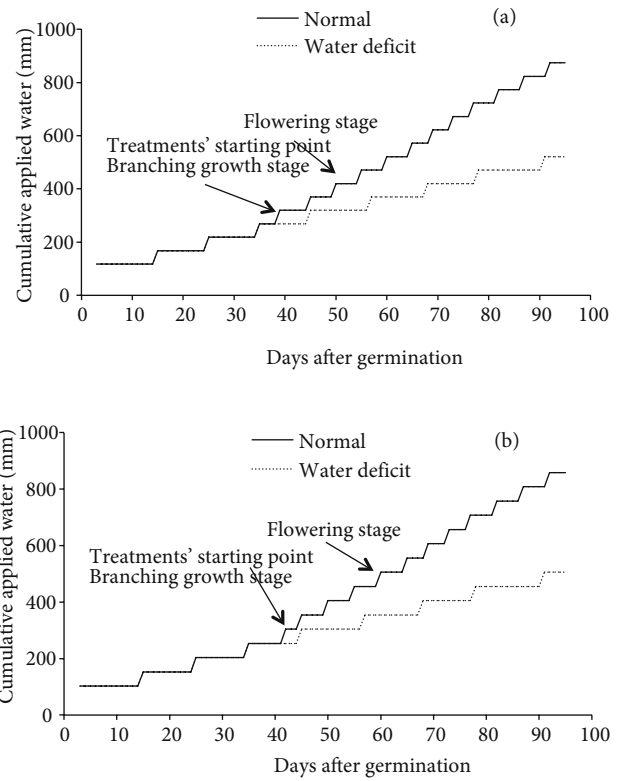 (a)
Normal
Water deficit
Cumulative applied water (mm)
1000
800
600
400
200
0
Flowering stage
Treatments’ starting point
Branching growth stage
0 10 20 30 40 50 60 70 80 90 100
Days after germination
(b)
Normal
Water deficit
Cumulative applied water (mm)
1000
800
600
400
200
0
Flowering stage
Treatments’ starting point
Branching growth stage
0 10 20 30 40 50 60 70 80 90 100
Days after germination